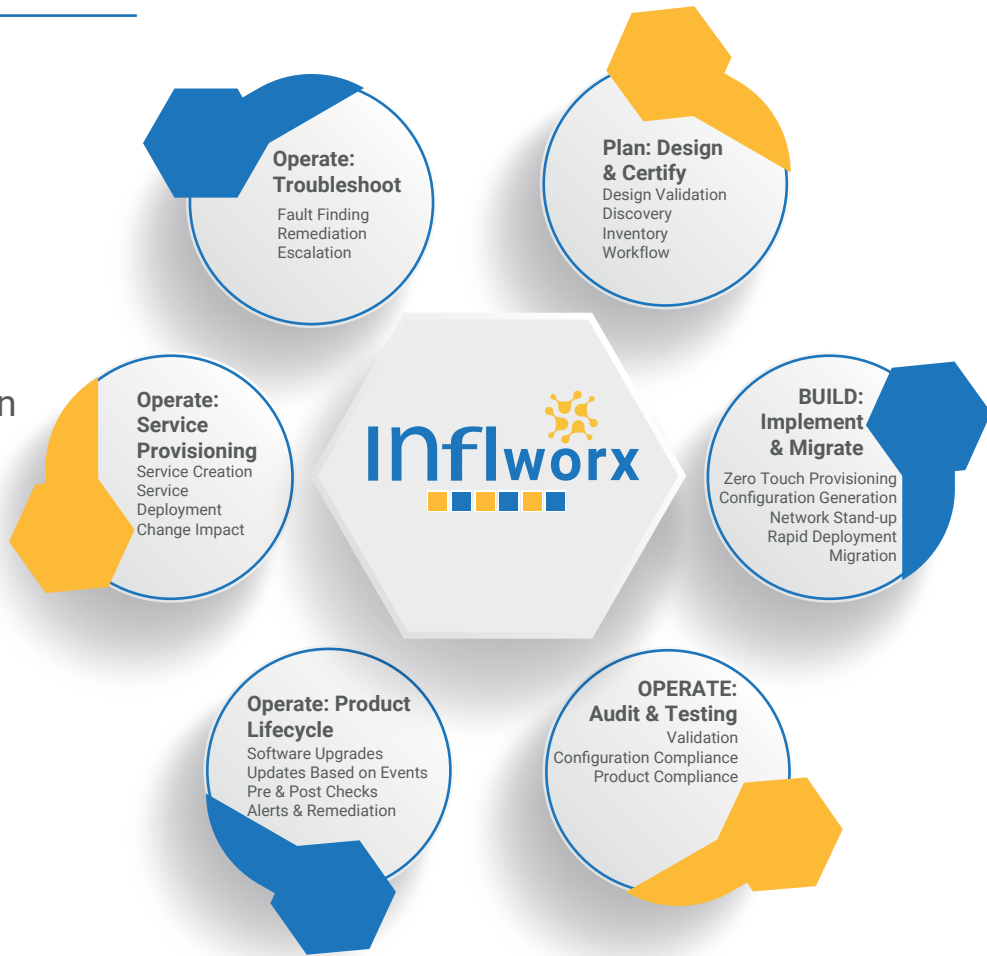 Operate:
Troubleshoot
Fault Finding
Remediation
Escalation
Plan: Design
& Certify
Design Validation
Discovery
Inventory
Workflow
n
Operate:
Service
Provisioning
Service Creation
Service
Deployment
Change Impact
Inflworx
BUILD:
Implement
& Migrate
Zero Touch Provisioning
Configuration Generation
Network Stand-up
Rapid Deployment
Migration
Operate: Product
Lifecycle
Software Upgrades
Updates Based on Events
Pre & Post Checks
Alerts & Remediation
OPERATE:
Audit & Testing
Validation
Configuration Compliance
Product Compliance